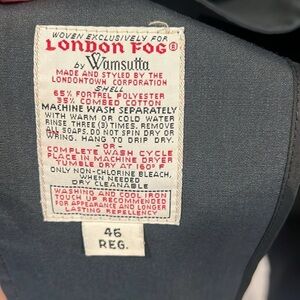 WOVEN EXCLUSIVELY FOR
LONDON FOG®
by Wamsutta
MADE AND STYLED BY THE
LONDONTOWN CORPORATION
SHELL
65% FORTREL POLYESTER
35% COMBED COTTON
MACHINE WASH SEPARATELY
WITH WARM OR COLD WATER
RINSE THREE (3) TIMES. REMOVE
ALL SOAPS. DO NOT SPIN DRY OR
WRING. HANG TO DRIP DRY.
-OR-
COMPLETE WASH CYCLE
PLACE IN MACHINE DRYER
TUMBLE DRY AT 160° F
ONLY NON-CHLORINE BLEACH,
WHEN NEEDED
DRY CLEANABLE
WASHING AND COOL IRON
TOUCH UP RECOMMENDED
FOR APPEARANCE AND LONGER
LASTING REPELLENCY
46
REG.